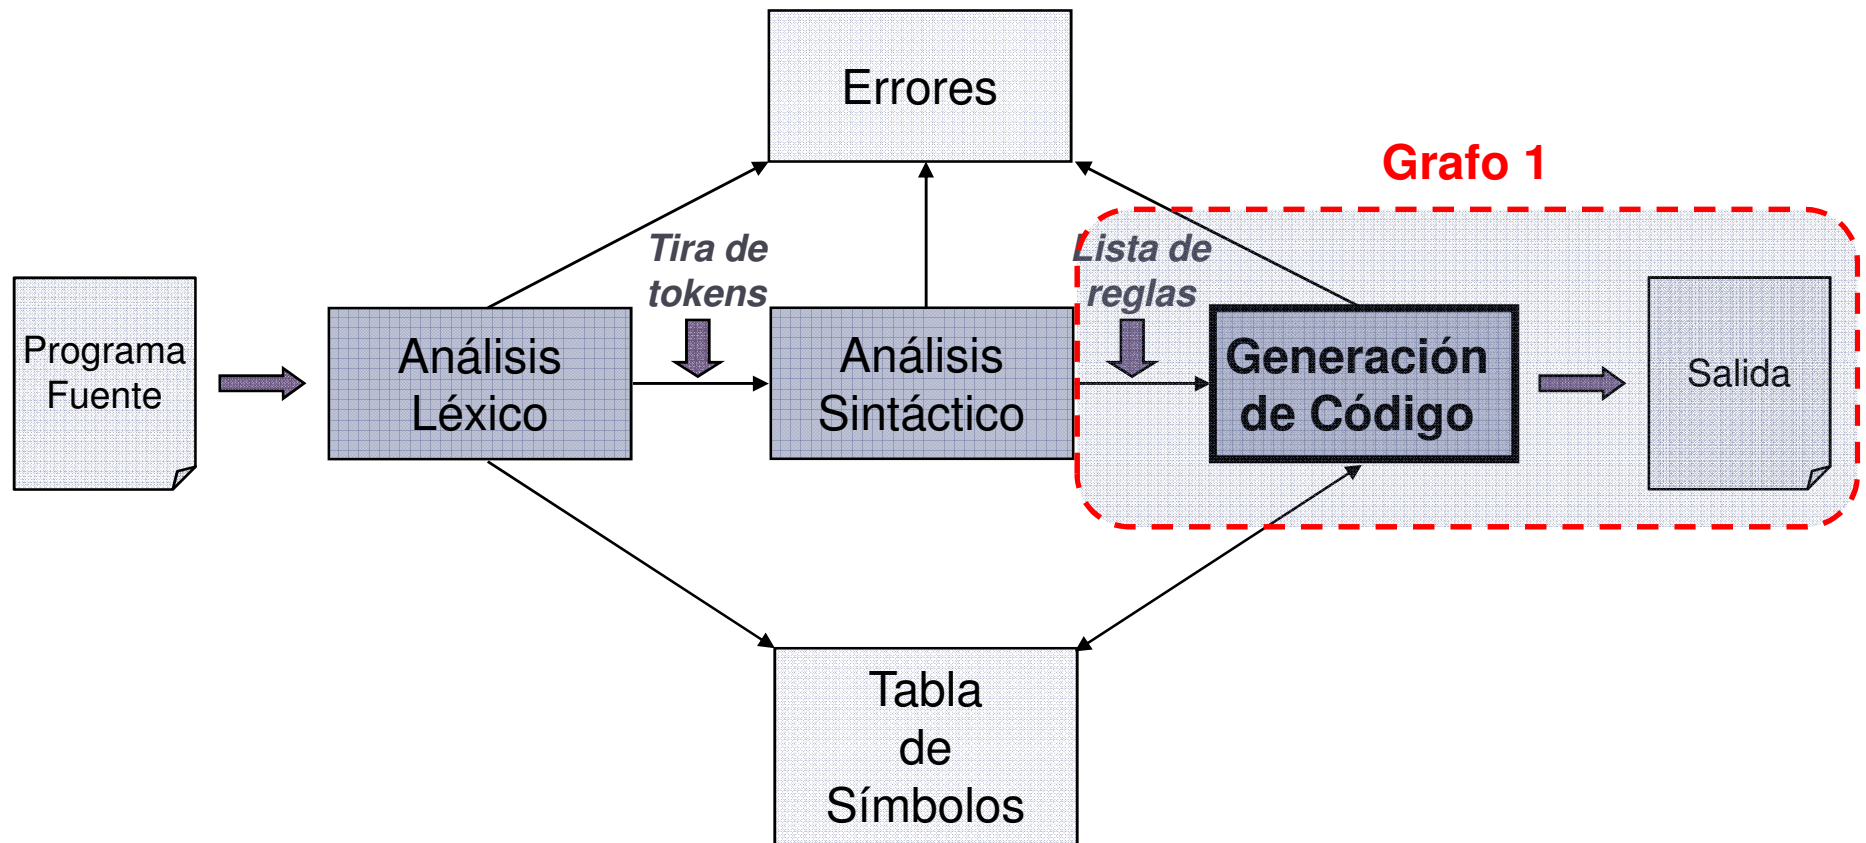 Errores
Grafo 1
Tira de
tokens
Lista de
reglas
Programa
Fuente
Análisis
Léxico
Análisis
Sintáctico
Generación
de Código
Salida
Tabla
de
Símbolos